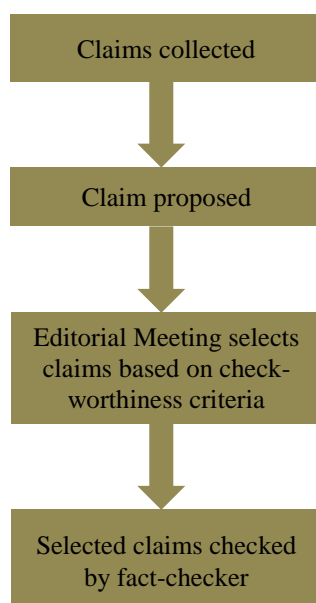 Claims collected
Claim proposed
Editorial Meeting selects
claims based on check-
worthiness criteria
Selected claims checked
by fact-checker